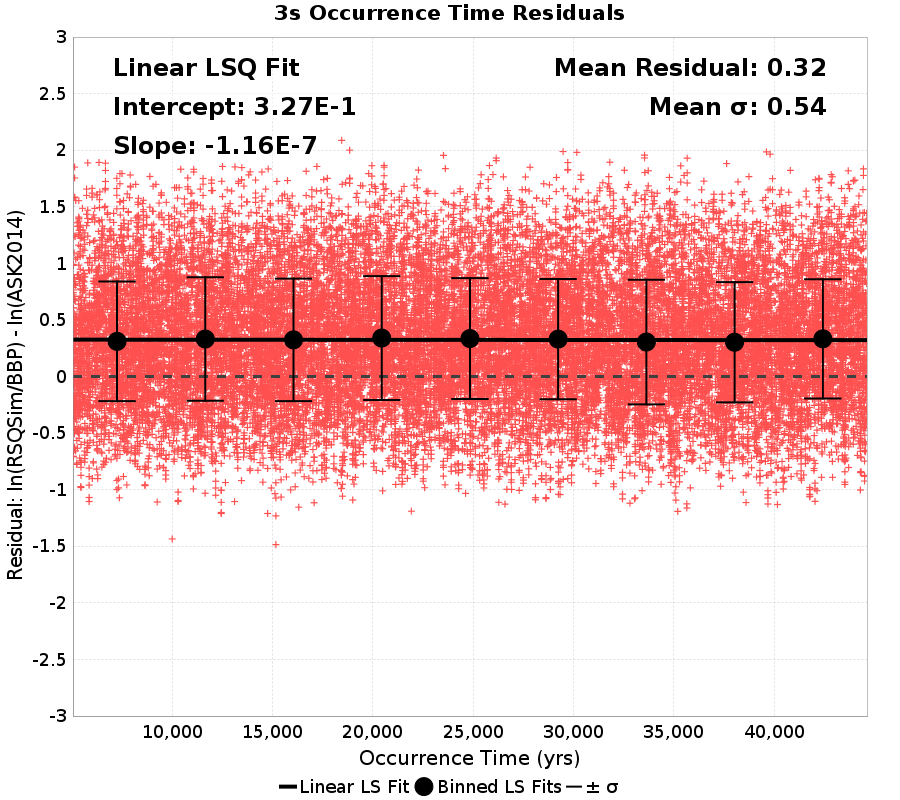 3s Occurrence Time Residuals
Linear LSQ Fit
Intercept: 3.27E-1
Slope: -1.16E-7
Mean Residual: 0.32
Mean σ: 0.54
Residual: ln(RSQSim/BBP) - ln(ASK2014)
3
2.5
2
1.5
1
0.5
0
-0.5
-1
-1.5
-2
-2.5
-3
10,000 15,000 20,000 25,000 30,000 35,000 40,000
Occurrence Time (yrs)
Linear LS Fit Binned LS Fits ± σ